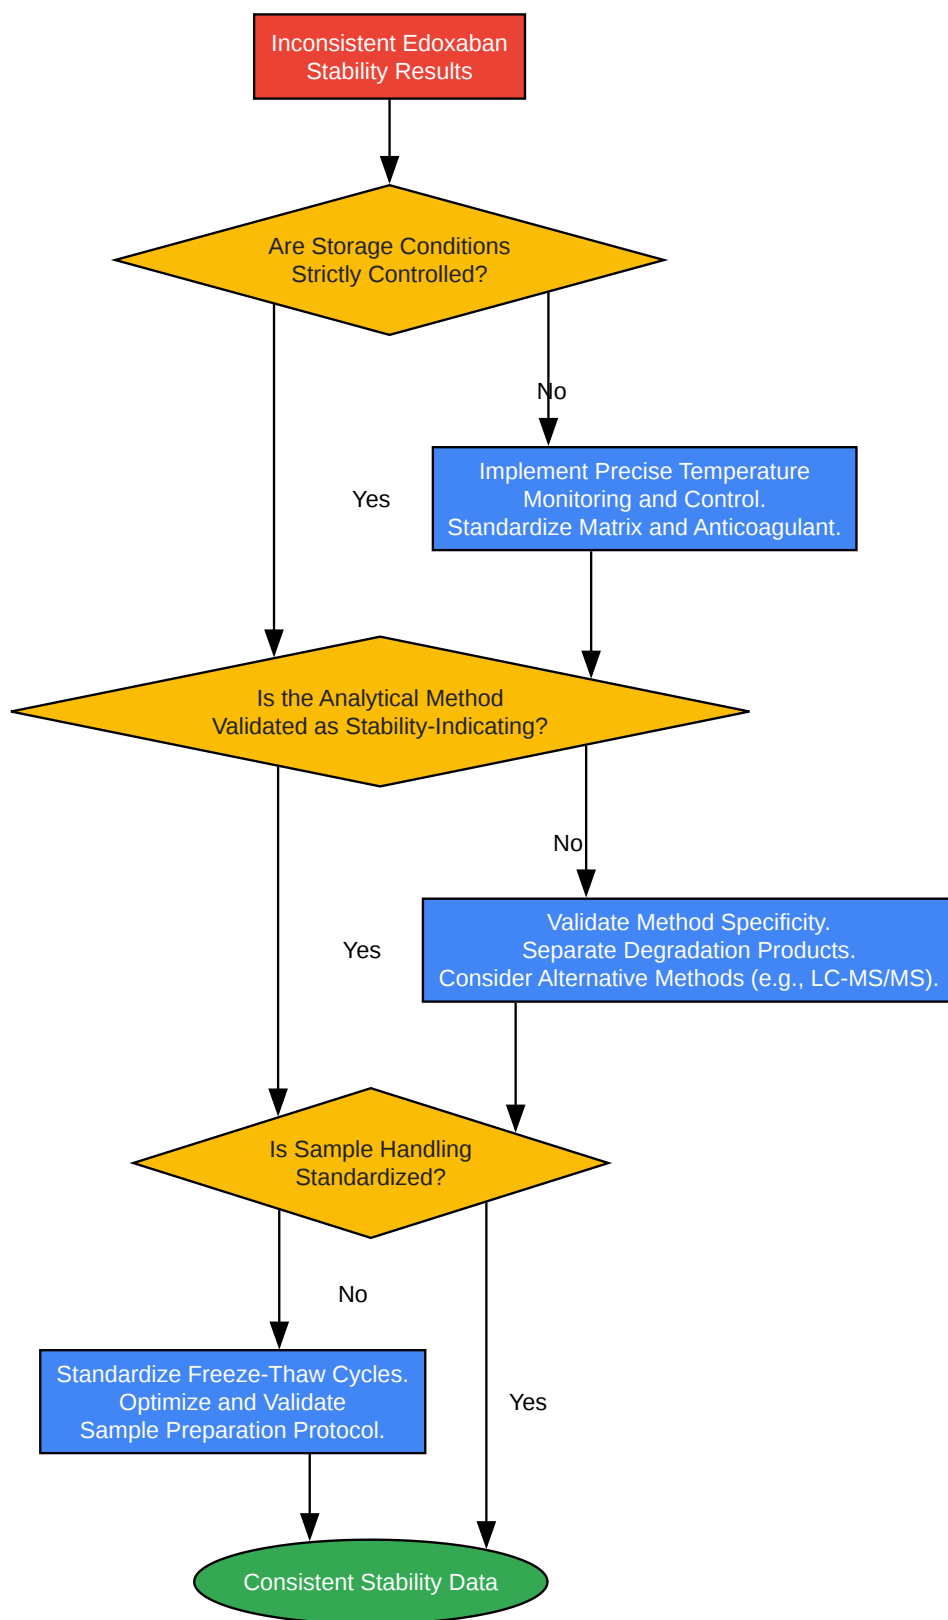 Inconsistent Edoxaban
Stability Results
Are Storage Conditions
Strictly Controlled?
No
Implement Precise Temperature
Monitoring and Control.
Standardize Matrix and Anticoagulant.
Yes
Is the Analytical Method
Validated as Stability-Indicating?
No
Validate Method Specificity.
Separate Degradation Products.
Consider Alternative Methods (e.g., LC-MS/MS).
Yes
Is Sample Handling
Standardized?
No
Standardize Freeze-Thaw Cycles.
Optimize and Validate
Sample Preparation Protocol.
Yes
Consistent Stability Data